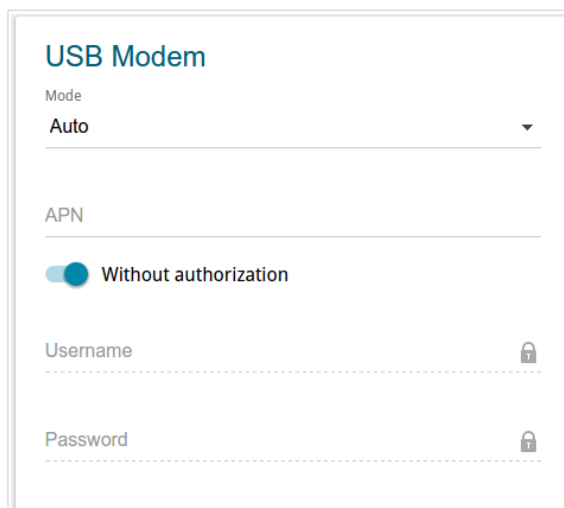 USB Modem
Mode
Auto
APN
Without authorization
Username
Password